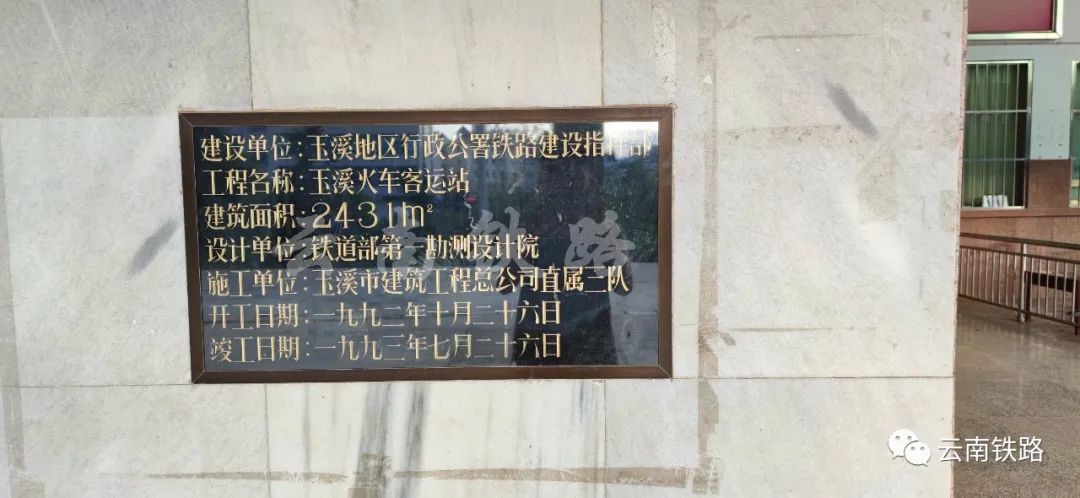 建设单位:玉溪地区行政公署铁路建设指挥部
工程名称:玉溪火车客运站
建筑面积:2431m²
设计单位:铁道部第一勘测设计院
施工单位:玉溪市建筑工程总公司直属三队
开工日期:一九九二年十月二十六日
竣工日期:一九九三年七月二十六日
云南铁路
云南铁路